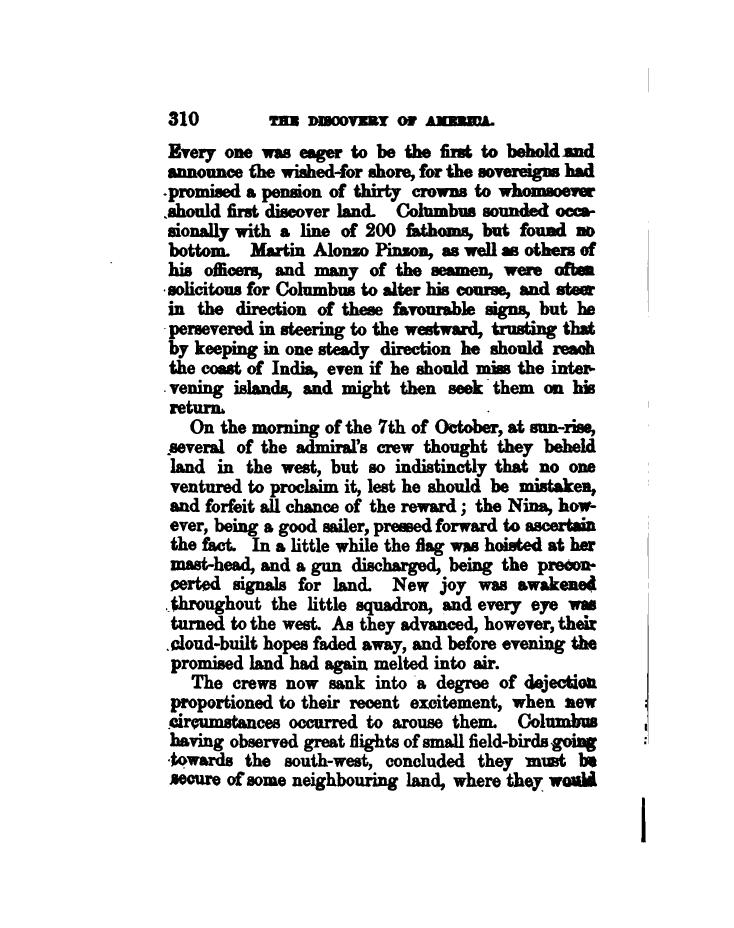 310 THE DISCOVERY OF AMERICA.
Every one was eager to be the first to behold and
announce the wished-for shore, for the sovereigns had
promised a pension of thirty crowns to whomsoever
should first discover land. Columbus sounded occa-
sionally with a line of 200 fathoms, but found no
bottom. Martin Alonzo Pinzon, as well as others of
his officers, and many of the seamen, were often
solicitous for Columbus to alter his course, and steer
in the direction of these favourable signs, but he
persevered in steering to the westward, trusting that
by keeping in one steady direction he should reach
the coast of India, even if he should miss the inter-
vening islands, and might then seek them on his
return.
On the morning of the 7th of October, at sun-rise,
several of the admiral's crew thought they beheld
land in the west, but so indistinctly that no one
ventured to proclaim it, lest he should be mistaken,
and forfeit all chance of the reward; the Nina, how-
ever, being a good sailer, pressed forward to ascertain
the fact. In a little while the flag was hoisted at her
mast-head, and a gun discharged, being the precon-
certed signals for land. New joy was awakened
throughout the little squadron, and every eye was
turned to the west. As they advanced, however, their
cloud-built hopes faded away, and before evening the
promised land had again melted into air.
The crews now sank into a degree of dejection
proportioned to their recent excitement, when new
circumstances occurred to arouse them. Columbus
having observed great flights of small field-birds going
towards the south-west, concluded they must be
secure of some neighbouring land, where they would